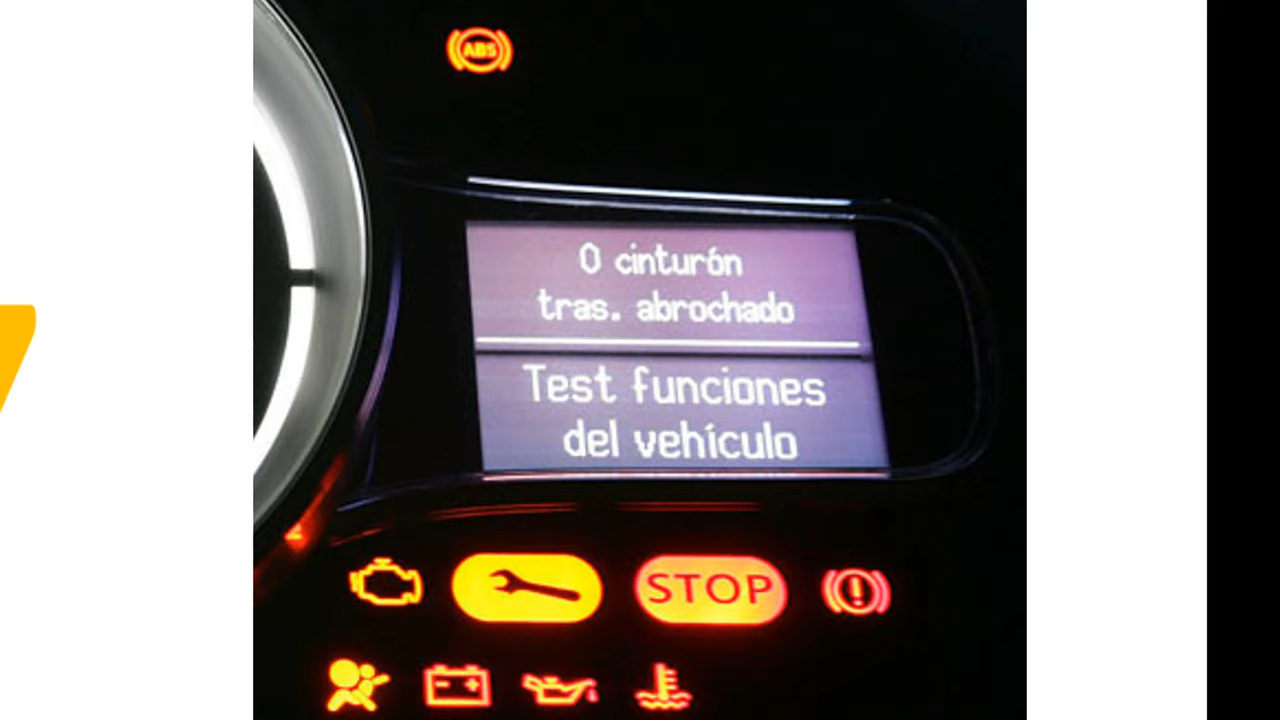 ABS
0 cinturón
tras. abrochado
Test funciones
del vehículo
STOP